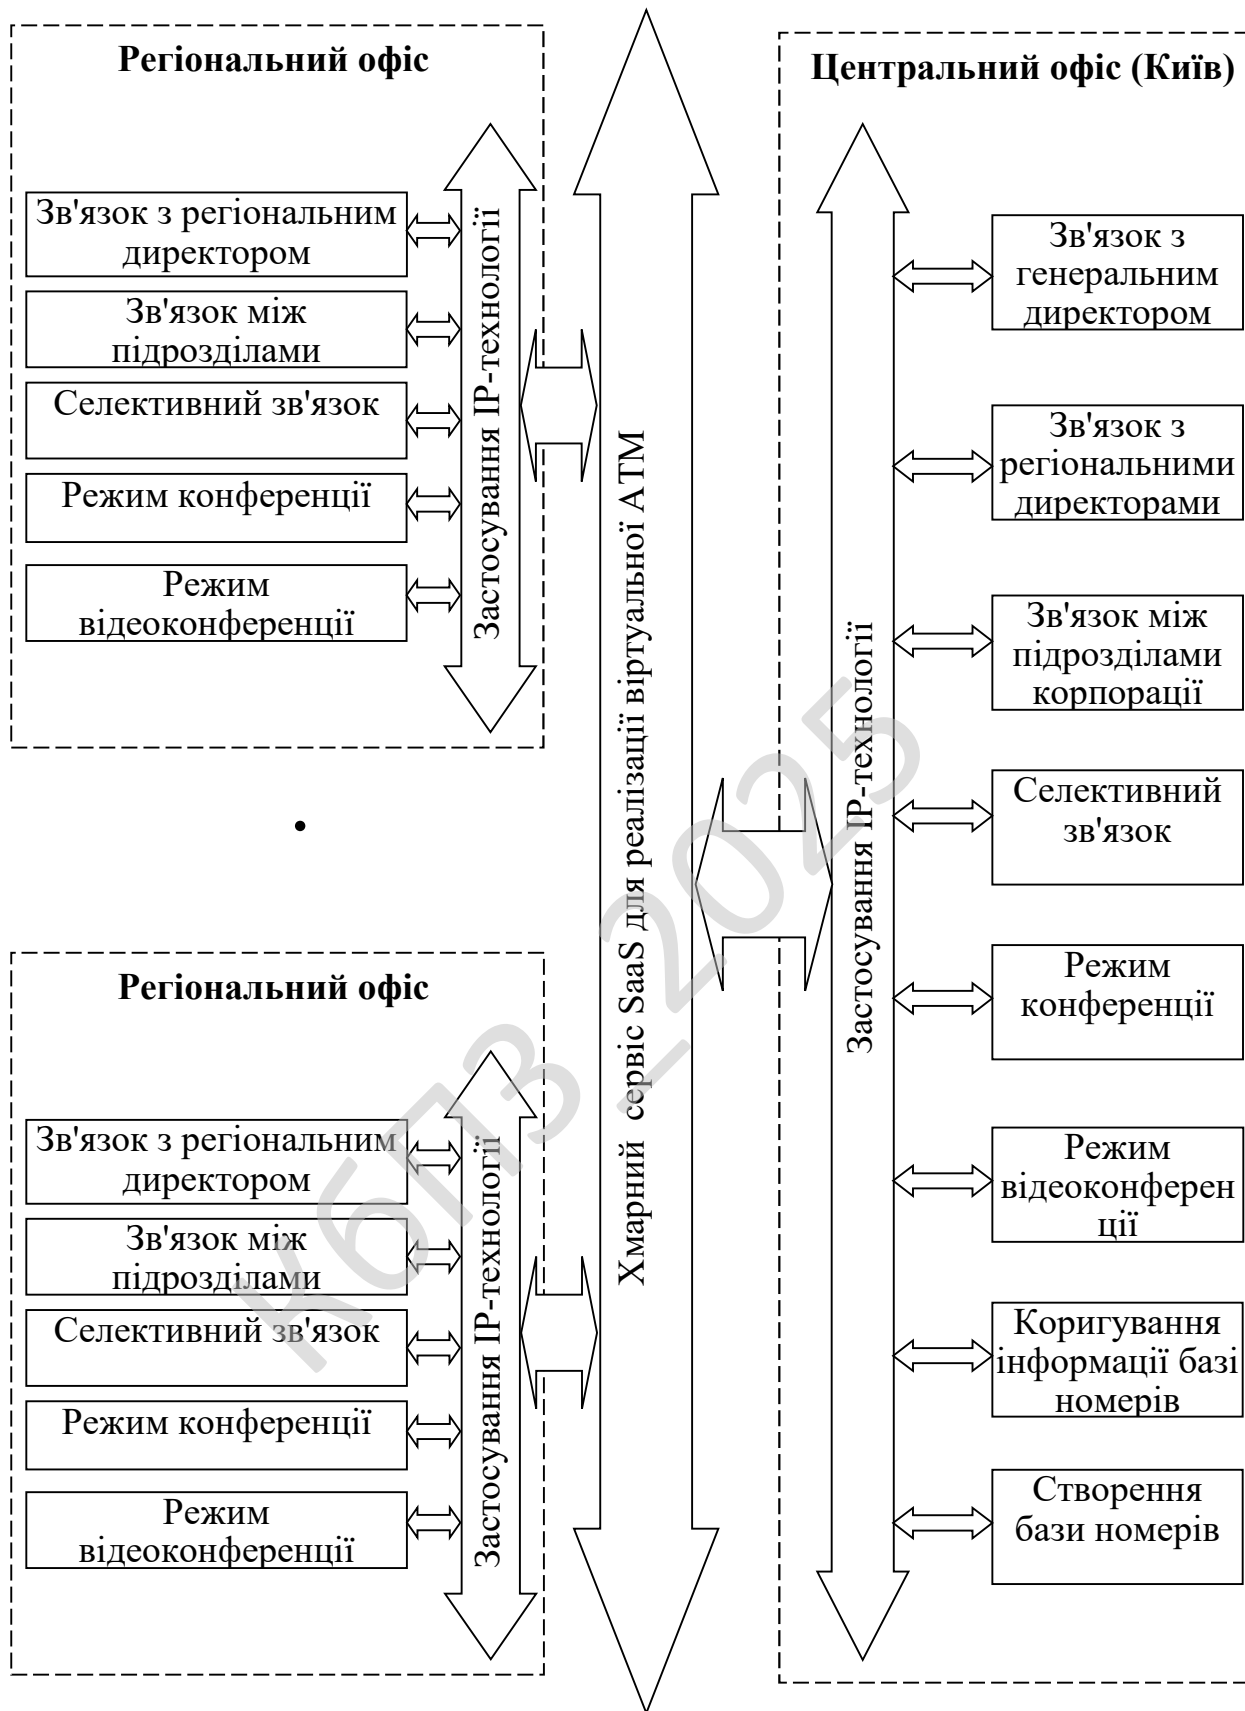 Регіональний офіс
Зв'язок з регіональним
директором
Зв'язок між
підрозділами
Селективний зв'язок
Режим конференції
Режим
відеоконференції
Застосування IP-технології
Регіональний офіс
Зв'язок з регіональним
директором
Зв'язок між
підрозділами
Селективний зв'язок
Режим конференції
Режим
відеоконференції
Застосування IP-технології
Хмарний сервіс SaaS для реалізації віртуальної АТМ
Центральний офіс (Київ)
Застосування IP-технології
Зв'язок з
генеральним
директором
Зв'язок з
регіональними
директорами
Зв'язок між
підрозділами
корпорації
Селективний
зв'язок
Режим
конференції
Режим
відеоконферен
ції
Коригування
інформації базі
номерів
Створення
бази номерів
КбПЗ_2025